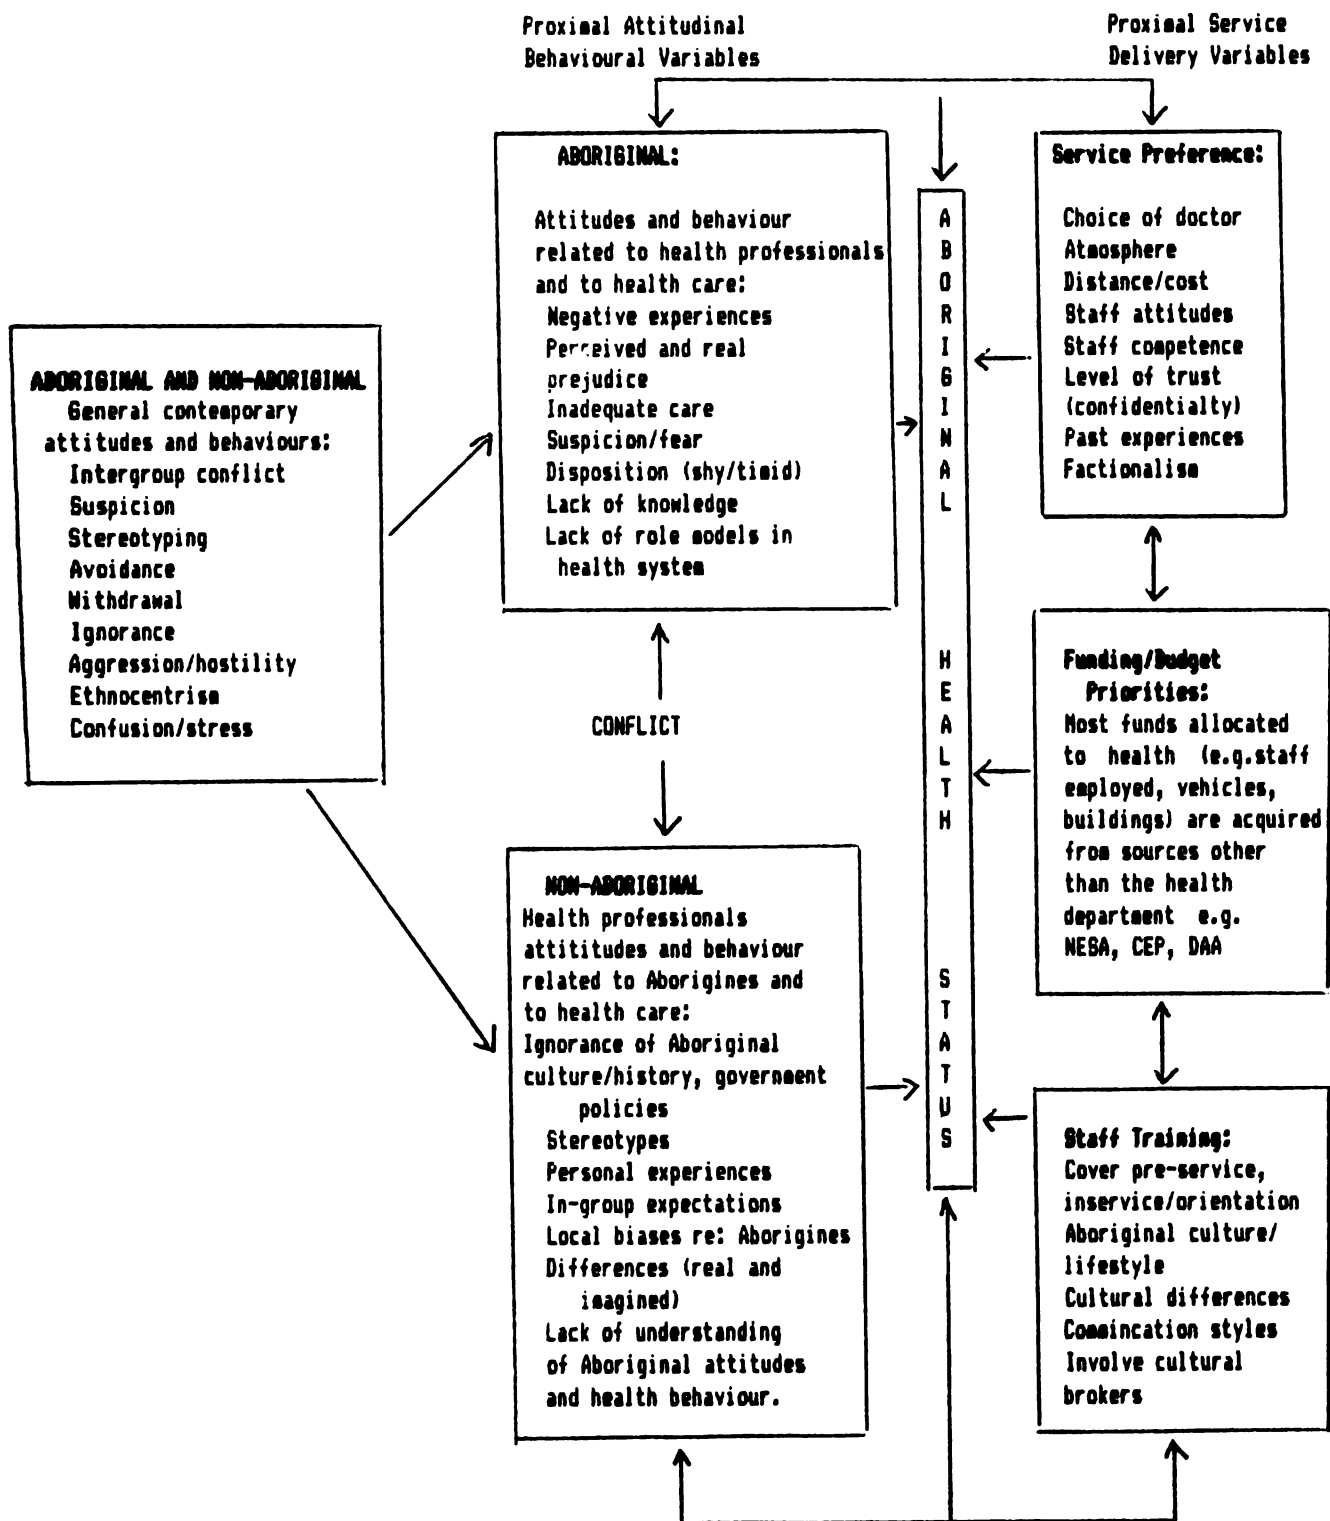 Proximal Attitudinal
Behavioural Variables
Proximal Service
Delivery Variables
ABORIGINAL AND NON-ABORIGINAL
General contemporary
attitudes and behaviours:
Intergroup conflict
Suspicion
Stereotyping
Avoidance
Withdrawal
Ignorance
Aggression/hostility
Ethnocentrism
Confusion/stress
ABORIGINAL:
Attitudes and behaviour
related to health professionals
and to health care:
Negative experiences
Perceived and real
prejudice
Inadequate care
Suspicion/fear
Disposition (shy/timid)
Lack of knowledge
Lack of role models in
health system
CONFLICT
NON-ABORIGINAL
Health professionals
attititudes and behaviour
related to Aborigines and
to health care:
Ignorance of Aboriginal
culture/history, government
policies
Stereotypes
Personal experiences
In-group expectations
Local biases re: Aborigines
Differences (real and
imagined)
Lack of understanding
of Aboriginal attitudes
and health behaviour.
ABORIGINAL HEALTH STATUS
Service Preference:
Choice of doctor
Atmosphere
Distance/cost
Staff attitudes
Staff competence
Level of trust
(confidentialty)
Past experiences
Factionalism
Funding/Budget
Priorities:
Most funds allocated
to health (e.g.staff
employed, vehicles,
buildings) are acquired
from sources other
than the health
department e.g.
NESA, CEP, DAA
Staff Training:
Cover pre-service,
inservice/orientation
Aboriginal culture/
lifestyle
Cultural differences
Commincation styles
Involve cultural
brokers